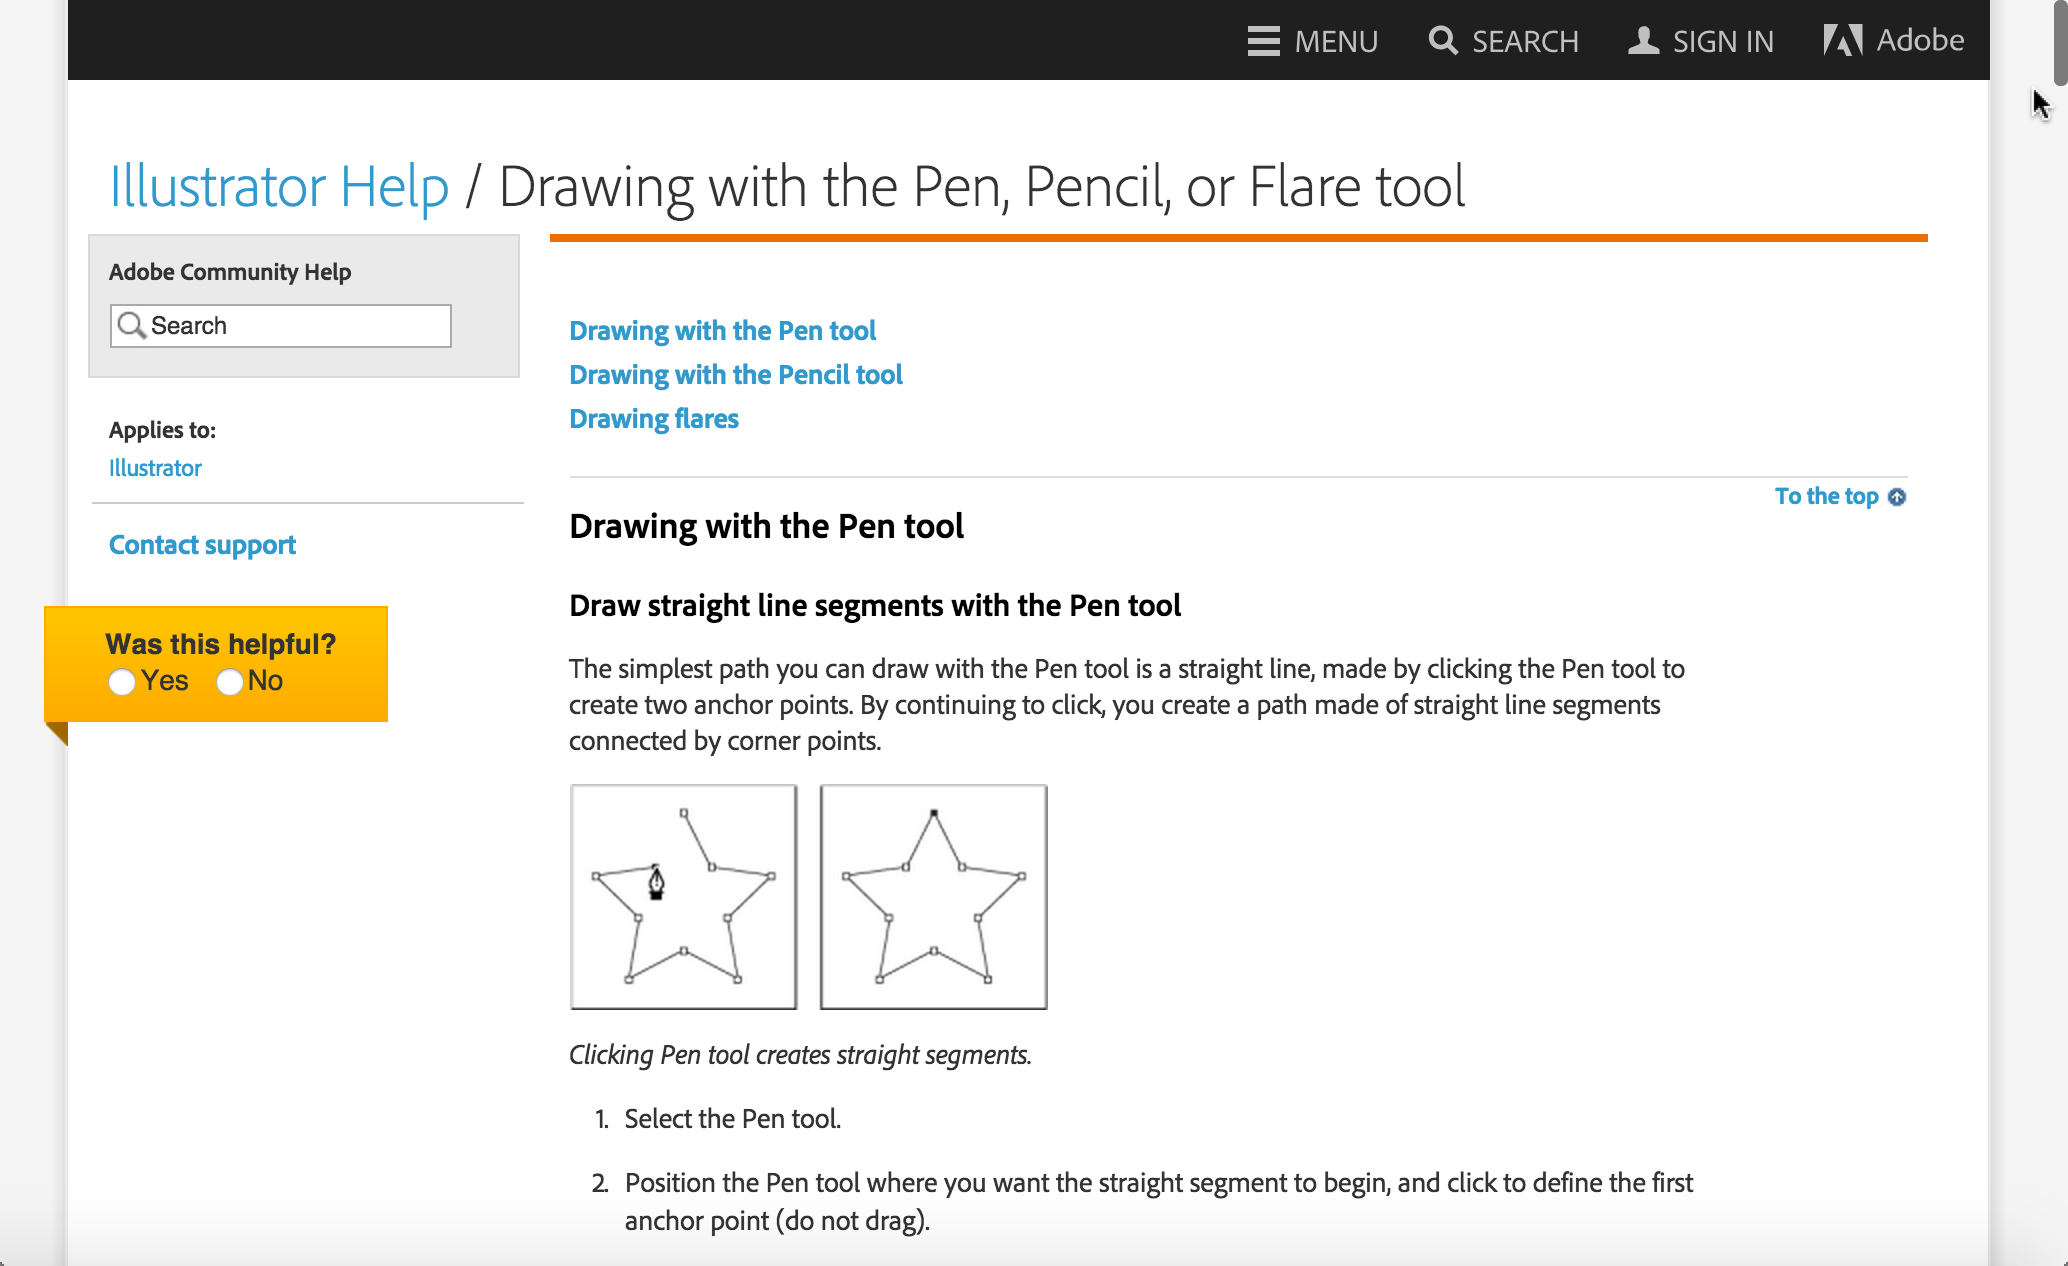 MENU SEARCH SIGN IN Adobe
Illustrator Help / Drawing with the Pen, Pencil, or Flare tool
Adobe Community Help
Search
Applies to:
Illustrator
Contact support
Was this helpful?
Yes No
Drawing with the Pen tool
Drawing with the Pencil tool
Drawing flares
To the top
Drawing with the Pen tool
Draw straight line segments with the Pen tool
The simplest path you can draw with the Pen tool is a straight line, made by clicking the Pen tool to
create two anchor points. By continuing to click, you create a path made of straight line segments
connected by corner points.
Clicking Pen tool creates straight segments.
1. Select the Pen tool.
2. Position the Pen tool where you want the straight segment to begin, and click to define the first
anchor point (do not drag).